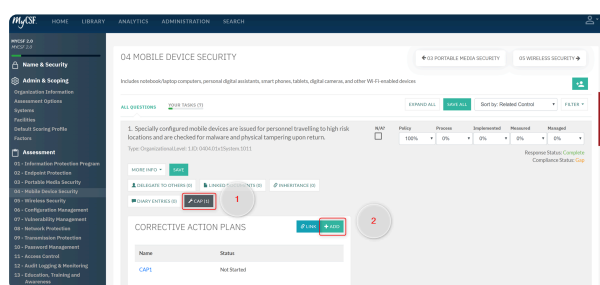 MyCSF. HOME LIBRARY ANALYTICS ADMINISTRATION SEARCH
MYCSF 2.0
MYCSF 2.0
Name & Security
Admin & Scoping
Organization Information
Assessment Options
Systems
Facilities
Default Scoring Profile
Factors
Assessment
01 - Information Protection Program
02 - Endpoint Protection
03 - Portable Media Security
04 - Mobile Device Security
05 - Wireless Security
06 - Configuration Management
07 - Vulnerability Management
08 - Network Protection
09 - Transmission Protection
10 - Password Management
11 - Access Control
12 - Audit Logging & Monitoring
13 - Education, Training and
Awareness
04 MOBILE DEVICE SECURITY
03 PORTABLE MEDIA SECURITY 05 WIRELESS SECURITY
Includes notebook/laptop computers, personal digital assistants, smart phones, tablets, digital cameras, and other Wi-Fi-enabled devices
ALL QUESTIONS YOUR TASKS (7) EXPAND ALL SAVE ALL Sort by: Related Control FILTER
1. Specially configured mobile devices are issued for personnel travelling to high risk
locations and are checked for malware and physical tampering upon return.
N/A? Policy Process Implemented Measured Managed
100% 0% 0% 0% 0%
Response Status: Complete
Compliance Status: Gap
MORE INFO SAVE
DELEGATE TO OTHERS (0) INHERITANCE (0)
DIARY ENTRIES (0) CAP (1) 1
CORRECTIVE ACTION PLANS LINK + ADD 2
Name Status
CAP1 Not Started